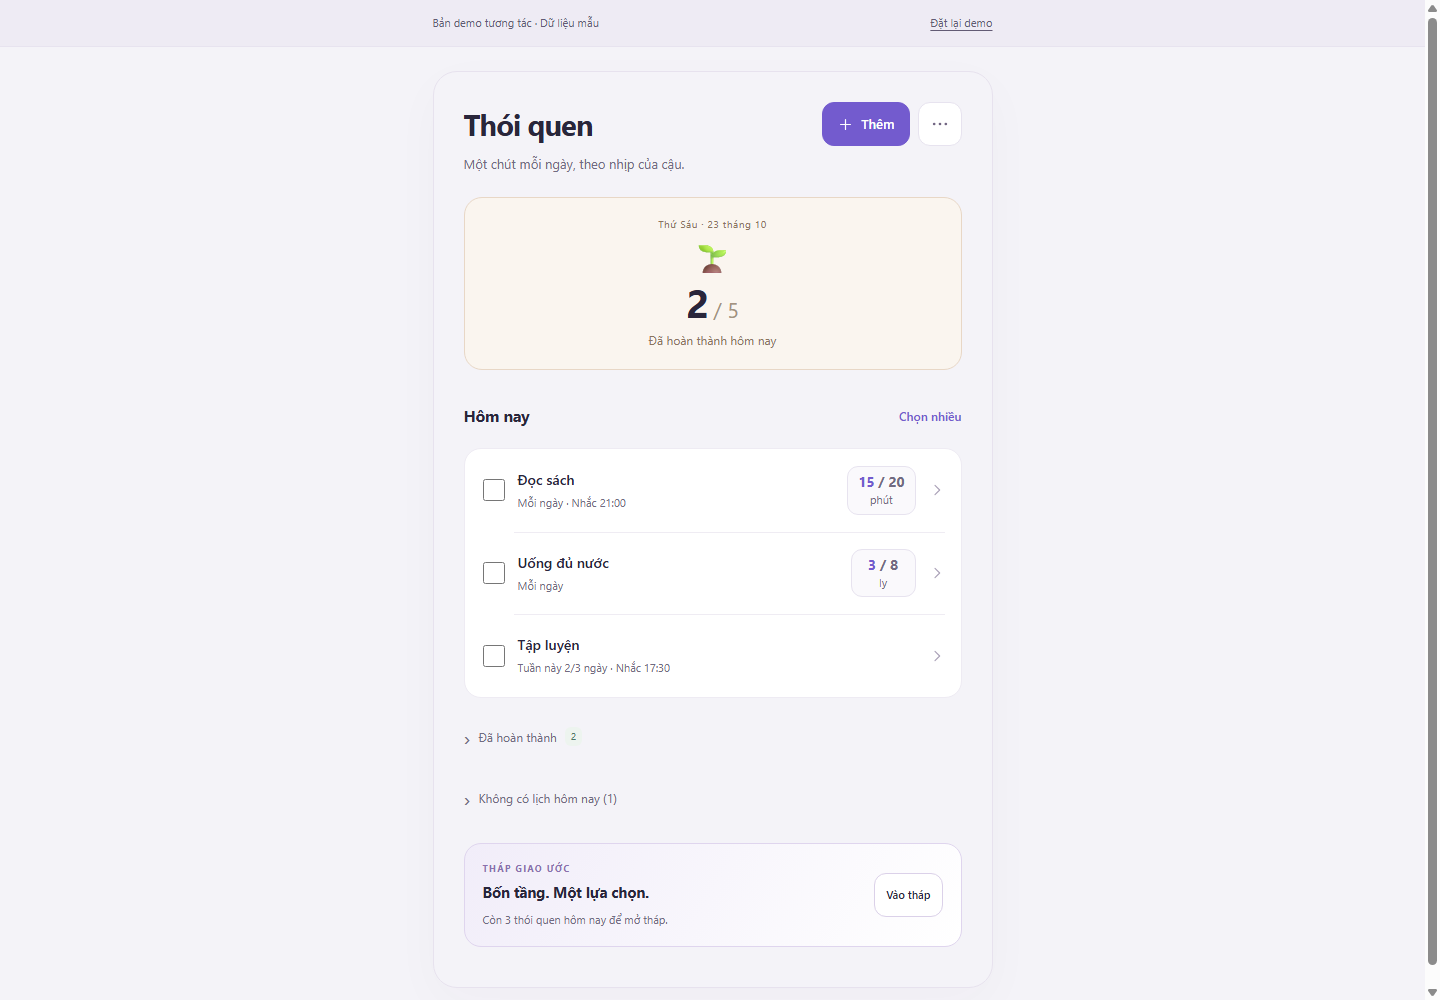 Bản demo tương tác · Dữ liệu mẫu
Đặt lại demo
Thói quen
+ Thêm
...
Một chút mỗi ngày, theo nhịp của cậu.
Thứ Sáu · 23 tháng 10
2 / 5
Đã hoàn thành hôm nay
Hôm nay
Chọn nhiều
Đọc sách
Mỗi ngày · Nhắc 21:00
15 / 20
phút
Uống đủ nước
Mỗi ngày
3 / 8
ly
Tập luyện
Tuần này 2/3 ngày · Nhắc 17:30
Đã hoàn thành 2
Không có lịch hôm nay (1)
THÁP GIAO ƯỚC
Bốn tầng. Một lựa chọn.
Còn 3 thói quen hôm nay để mở tháp.
Vào tháp